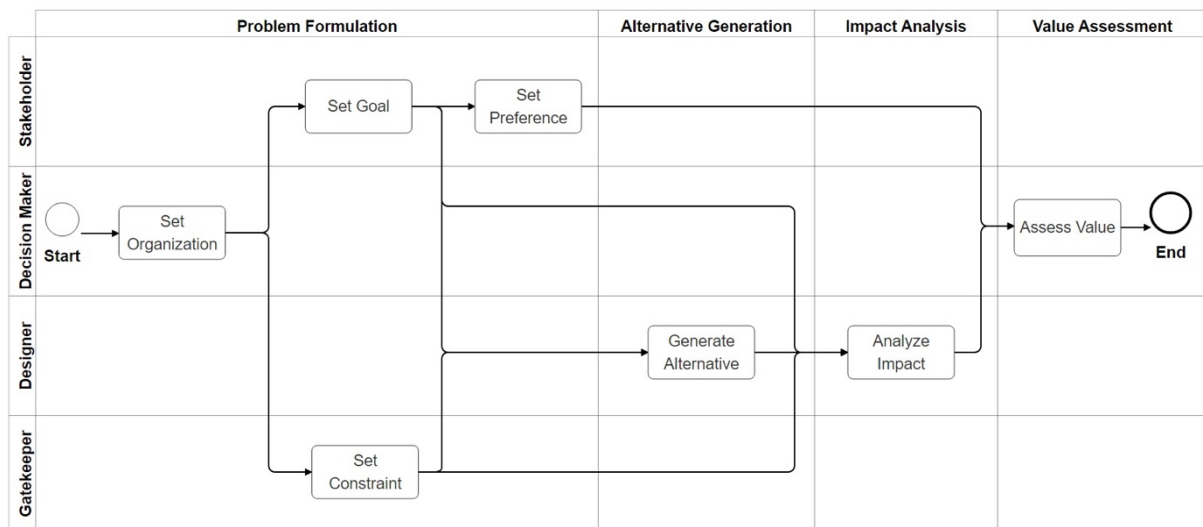 Problem Formulation
Alternative Generation
Impact Analysis
Value Assessment
Stakeholder
Set Goal
Set
Preference
Decision Maker
Start
Set
Organization
Assess Value
End
Designer
Generate
Alternative
Analyze
Impact
Gatekeeper
Set
Constraint